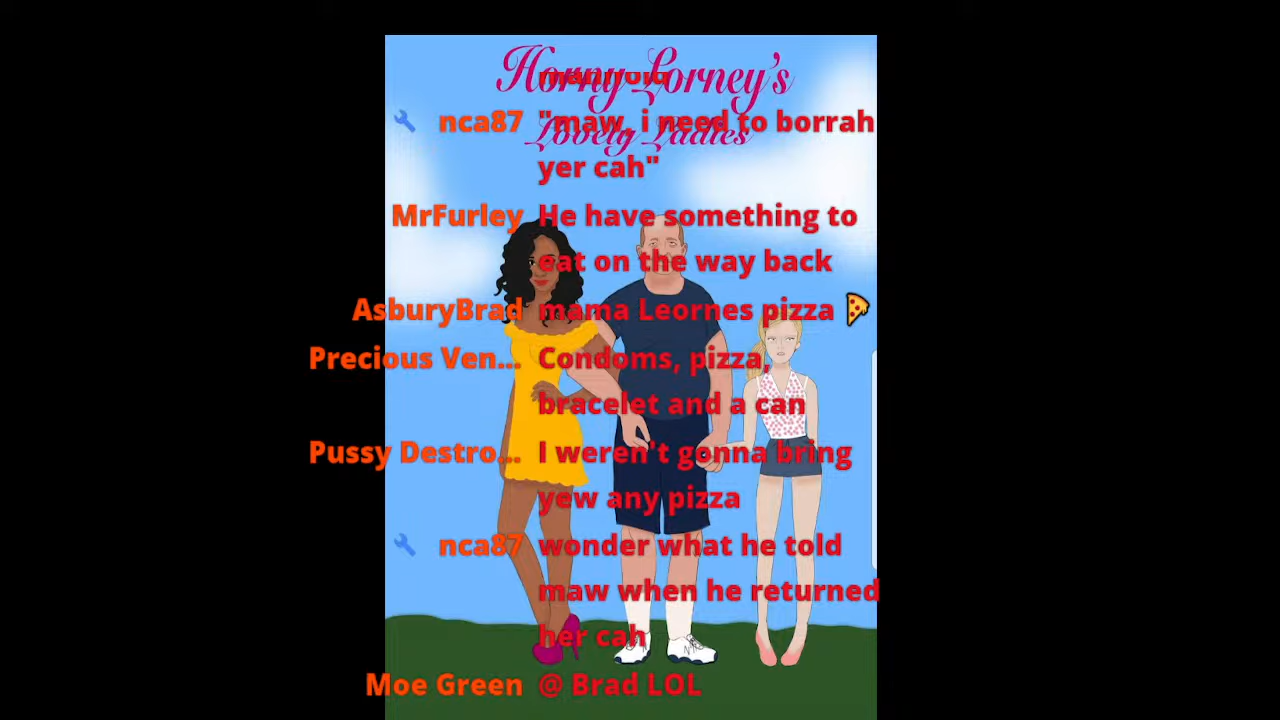 Horny Lorney's
nca87 "maw, i need to borrah
Lovely Ladies
yer cah"
MrFurley He have something to
eat on the way back
AsburyBrad mama Leornes pizza 🍕
Precious Ven... Condoms, pizza,
bracelet and a can
Pussy Destro... I weren't gonna bring
yew any pizza
nca87 wonder what he told
maw when he returned
her cah
Moe Green @ Brad LOL